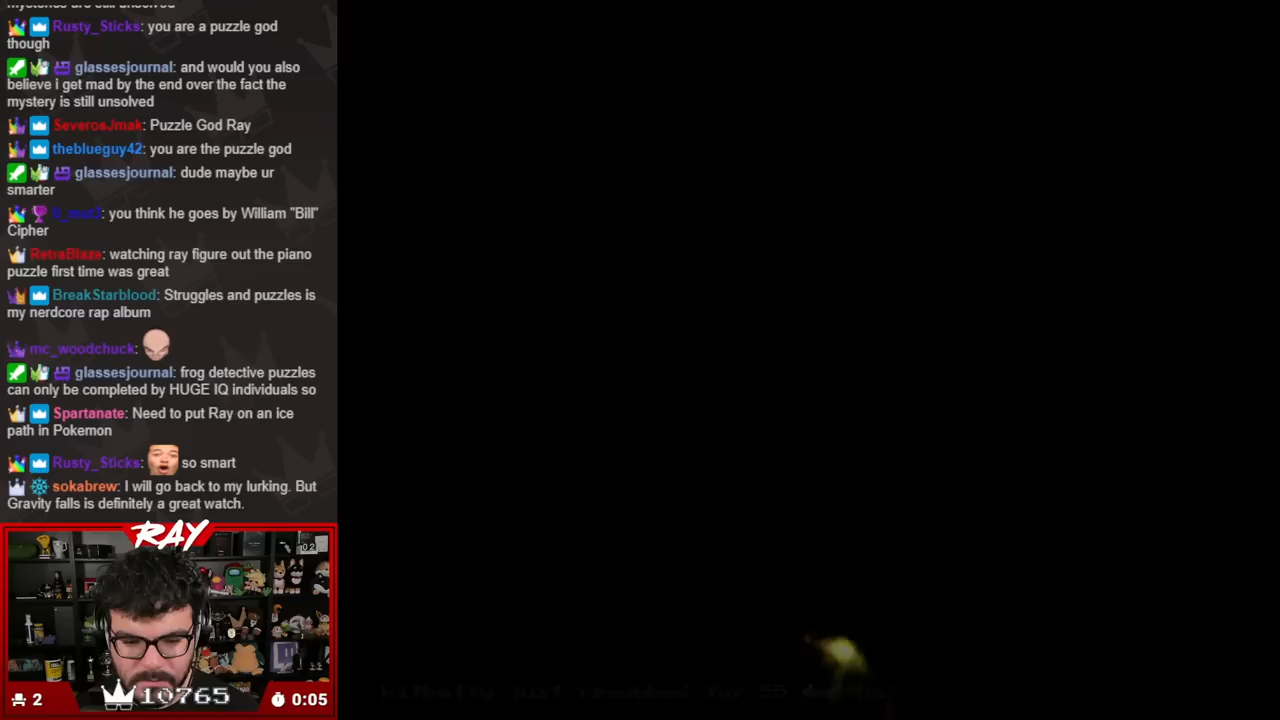 Rusty_Sticks: you are a puzzle god
though
glassesjournal: and would you also
believe i get mad by the end over the fact the
mystery is still unsolved
SeverosJmak: Puzzle God Ray
theblueguy42: you are the puzzle god
glassesjournal: dude maybe ur
smarter
you think he goes by William "Bill"
Cipher
RetroBlaze: watching ray figure out the piano
puzzle first time was great
BreakStarblood: Struggles and puzzles is
my nerdcore rap album
mc_woodchuck:
glassesjournal: frog detective puzzles
can only be completed by HUGE IQ individuals so
Spartanate: Need to put Ray on an ice
path in Pokemon
Rusty_Sticks: so smart
sokabrew: I will go back to my lurking. But
Gravity falls is definitely a great watch.
RAY
2 10765 0:05